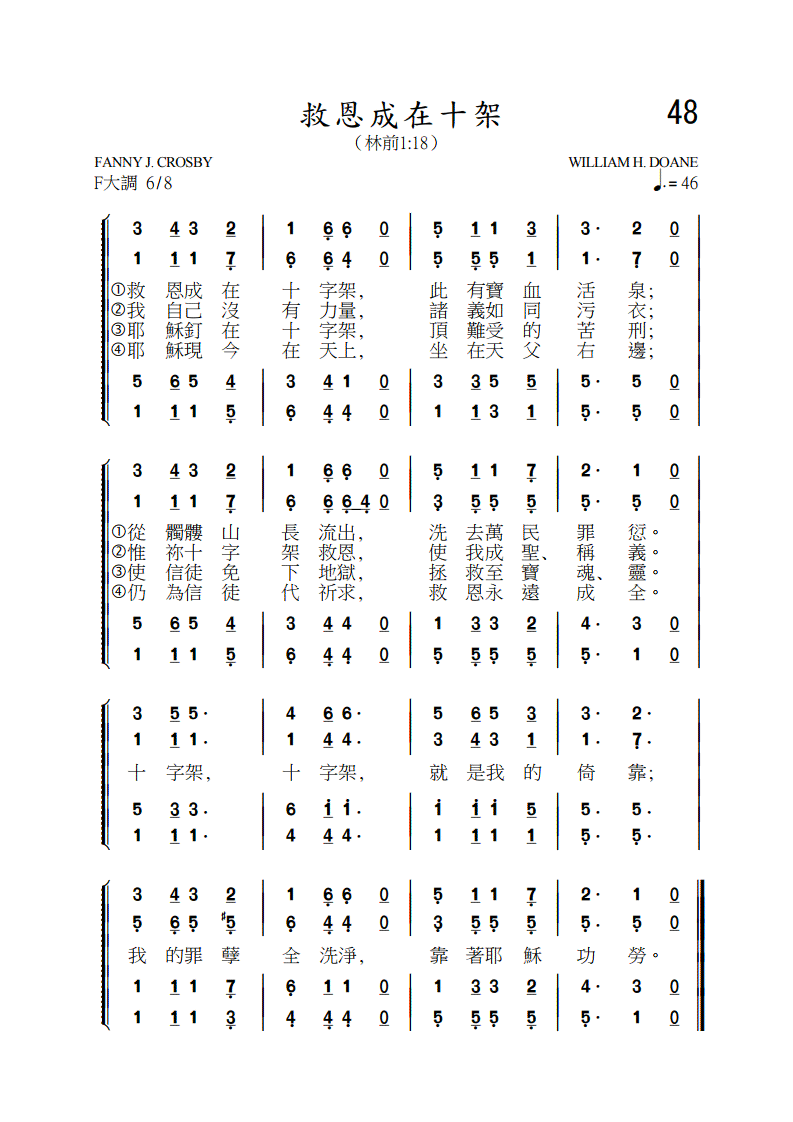 救恩成在十架 48
（林前1:18）
FANNY J. CROSBY WILLIAM H. DOANE
F大調 6/8 ♩. = 46
3 4 3 2 | 1 6̣ 6̣ 0 | 5̣ 1 1 3 | 3· 2 0
1 1 1 7̣ | 6̣ 6̣ 4̣ 0 | 5̣ 5̣ 5̣ 1 | 1· 7̣ 0
①救 恩成 在 十 字架, 此 有寶 血 活 泉;
②我 自己 沒 有 力量, 諸 義如 同 污 衣;
③耶 穌釘 在 十 字架, 頂 難受 的 苦 刑;
④耶 穌現 今 在 天上, 坐 在天 父 右 邊;
5 6 5 4 | 3 4 1 0 | 3 3 5 5 | 5· 5 0
1 1 1 5̣ | 6̣ 4̣ 4̣ 0 | 1 1 3 1 | 5̣· 5̣ 0
3 4 3 2 | 1 6̣ 6̣ 0 | 5̣ 1 1 7̣ | 2· 1 0
1 1 1 7̣ | 6̣ 6̣ 6̣ 4̣ 0 | 3̣ 5̣ 5̣ 5̣ | 5̣· 5̣ 0
①從 髑髏 山 長 流出, 洗 去萬 民 罪 愆。
②惟 祢十 字 架 救恩, 使 我成 聖、 稱 義。
③使 信徒 免 下 地獄, 拯 救至 寶 魂、 靈。
④仍 為信 徒 代 祈求, 救 恩永 遠 成 全。
5 6 5 4 | 3 4 4 0 | 1 3 3 2 | 4· 3 0
1 1 1 5̣ | 6̣ 4̣ 4̣ 0 | 5̣ 5̣ 5̣ 5̣ | 5̣· 1 0
3 5 5· | 4 6 6· | 5 6 5 3 | 3· 2·
1 1 1· | 1 4 4· | 3 4 3 1 | 1· 7̣·
十 字架, 十 字架, 就 是我 的 倚 靠;
5 3 3· | 6 1̇ 1̇· | 1̇ 1̇ 1̇ 5 | 5· 5·
1 1 1· | 4 4 4· | 1 1 1 1 | 5̣· 5̣·
3 4 3 2 | 1 6̣ 6̣ 0 | 5̣ 1 1 7̣ | 2· 1 0
5̣ 6̣ 5̣ ♯5̣ | 6̣ 4̣ 4̣ 0 | 3̣ 5̣ 5̣ 5̣ | 5̣· 5̣ 0
我 的罪 孽 全 洗淨, 靠 著耶 穌 功 勞。
1 1 1 7̣ | 6̣ 1 1 0 | 1 3 3 2 | 4· 3 0
1 1 1 3̣ | 4̣ 4̣ 4̣ 0 | 5̣ 5̣ 5̣ 5̣ | 5̣· 1 0